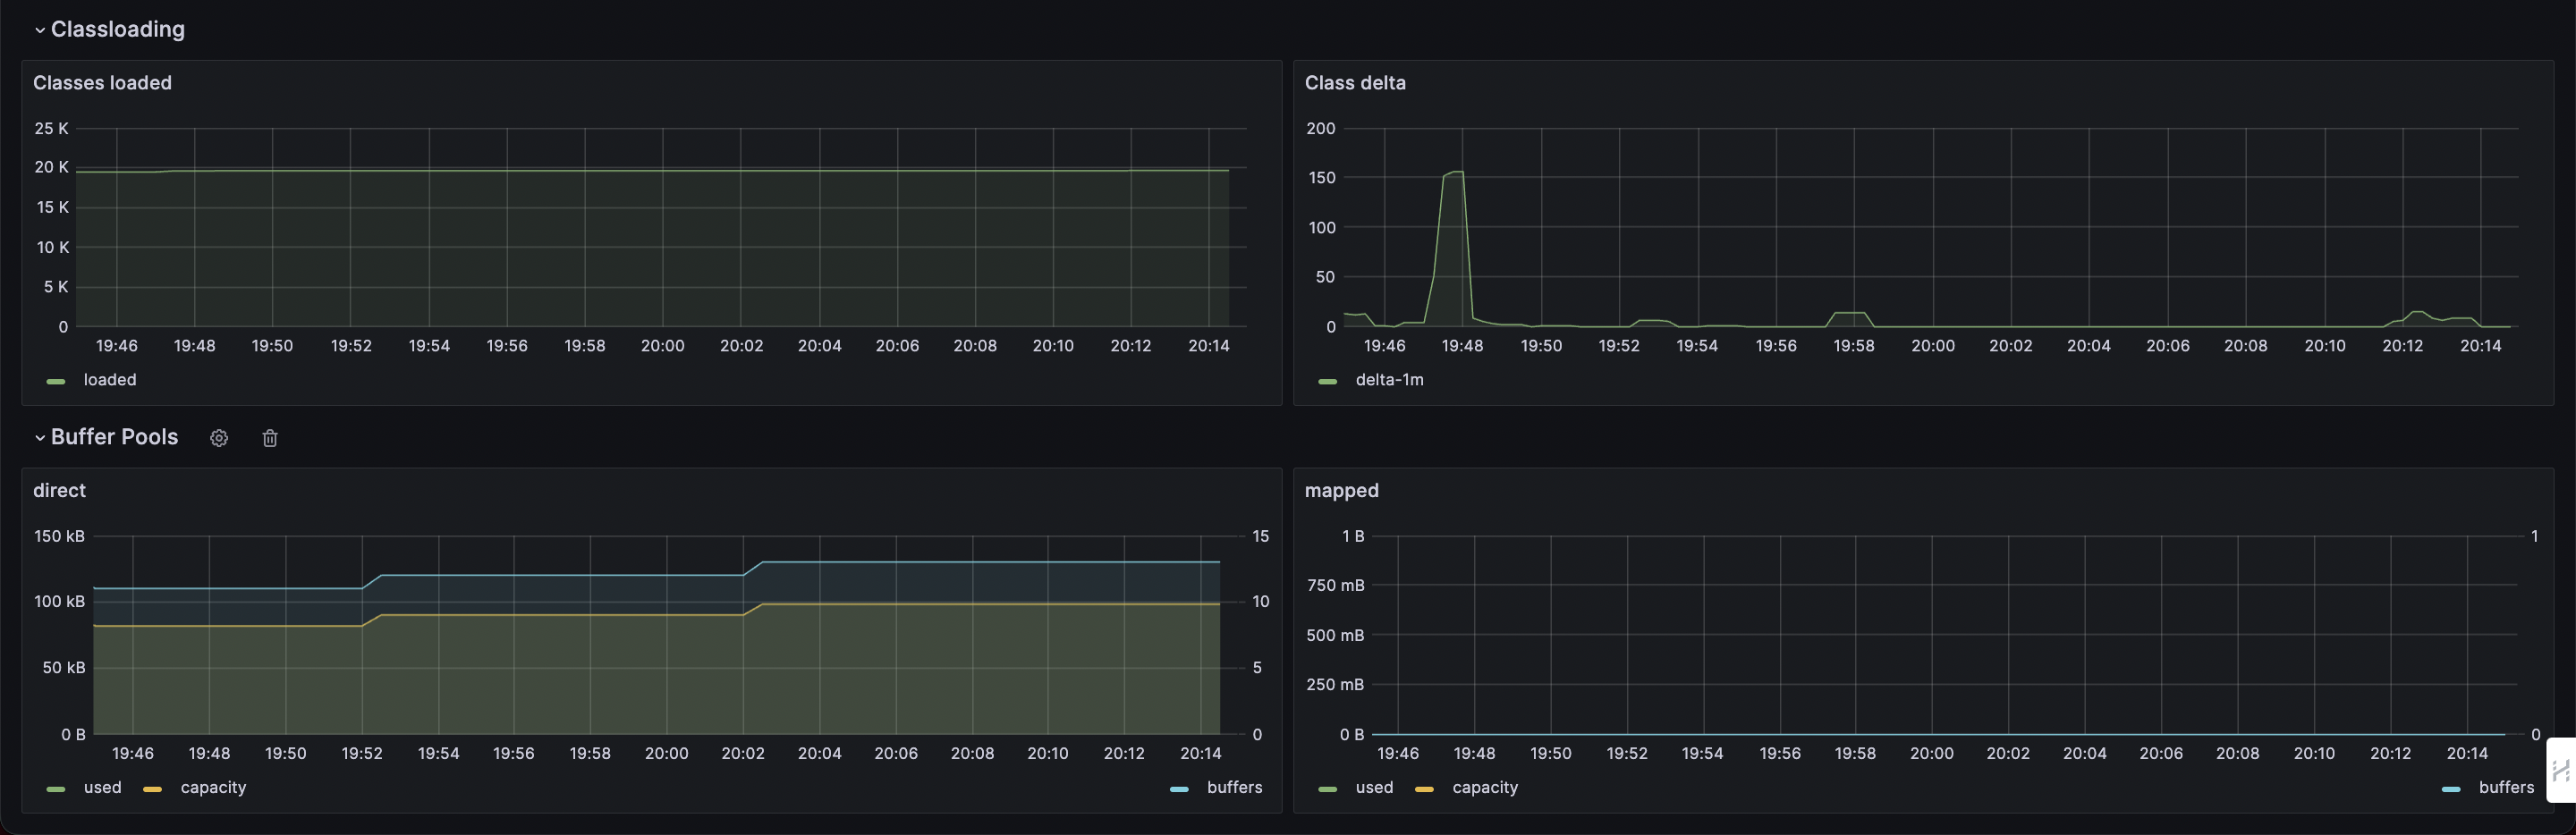 Classloading
Classes loaded
25 K
20 K
15 K
10 K
5 K
0
19:46 19:48 19:50 19:52 19:54 19:56 19:58 20:00 20:02 20:04 20:06 20:08 20:10 20:12 20:14
loaded
Class delta
200
150
100
50
0
19:46 19:48 19:50 19:52 19:54 19:56 19:58 20:00 20:02 20:04 20:06 20:08 20:10 20:12 20:14
delta-1m
Buffer Pools
direct
150 kB 15
100 kB 10
50 kB 5
0 B 0
19:46 19:48 19:50 19:52 19:54 19:56 19:58 20:00 20:02 20:04 20:06 20:08 20:10 20:12 20:14
used capacity buffers
mapped
1 B 1
750 mB
500 mB
250 mB
0 B 0
19:46 19:48 19:50 19:52 19:54 19:56 19:58 20:00 20:02 20:04 20:06 20:08 20:10 20:12 20:14
used capacity buffers